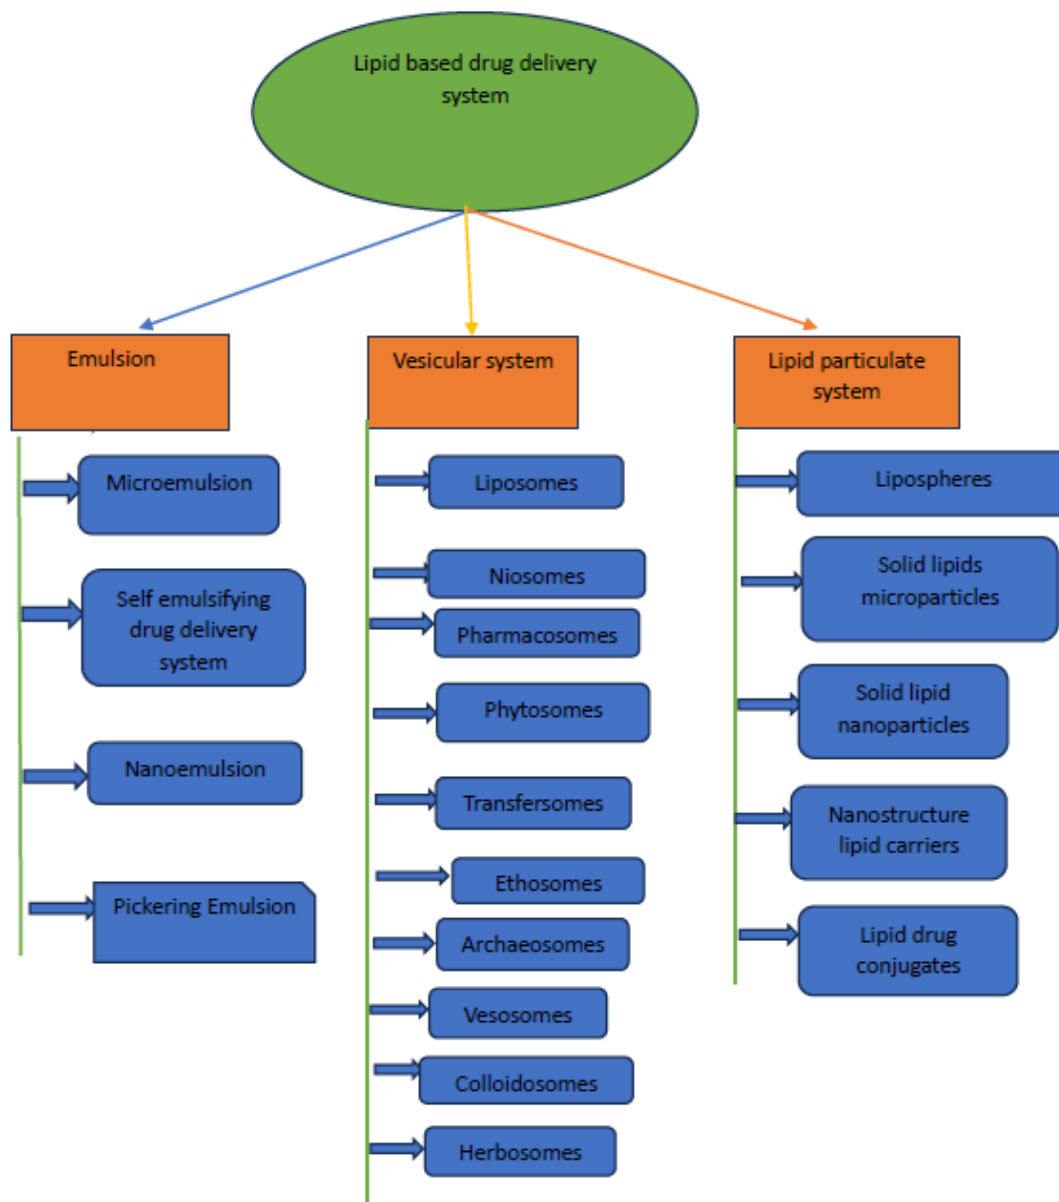 Lipid based drug delivery
system
Emulsion
Vesicular system
Lipid particulate
system
Microemulsion
Self emulsifying
drug delivery
system
Nanoemulsion
Pickering Emulsion
Liposomes
Niosomes
Pharmacosomes
Phytosomes
Transfersomes
Ethosomes
Archaeosomes
Vesosomes
Colloidosomes
Herbosomes
Lipospheres
Solid lipids
microparticles
Solid lipid
nanoparticles
Nanostructure
lipid carriers
Lipid drug
conjugates